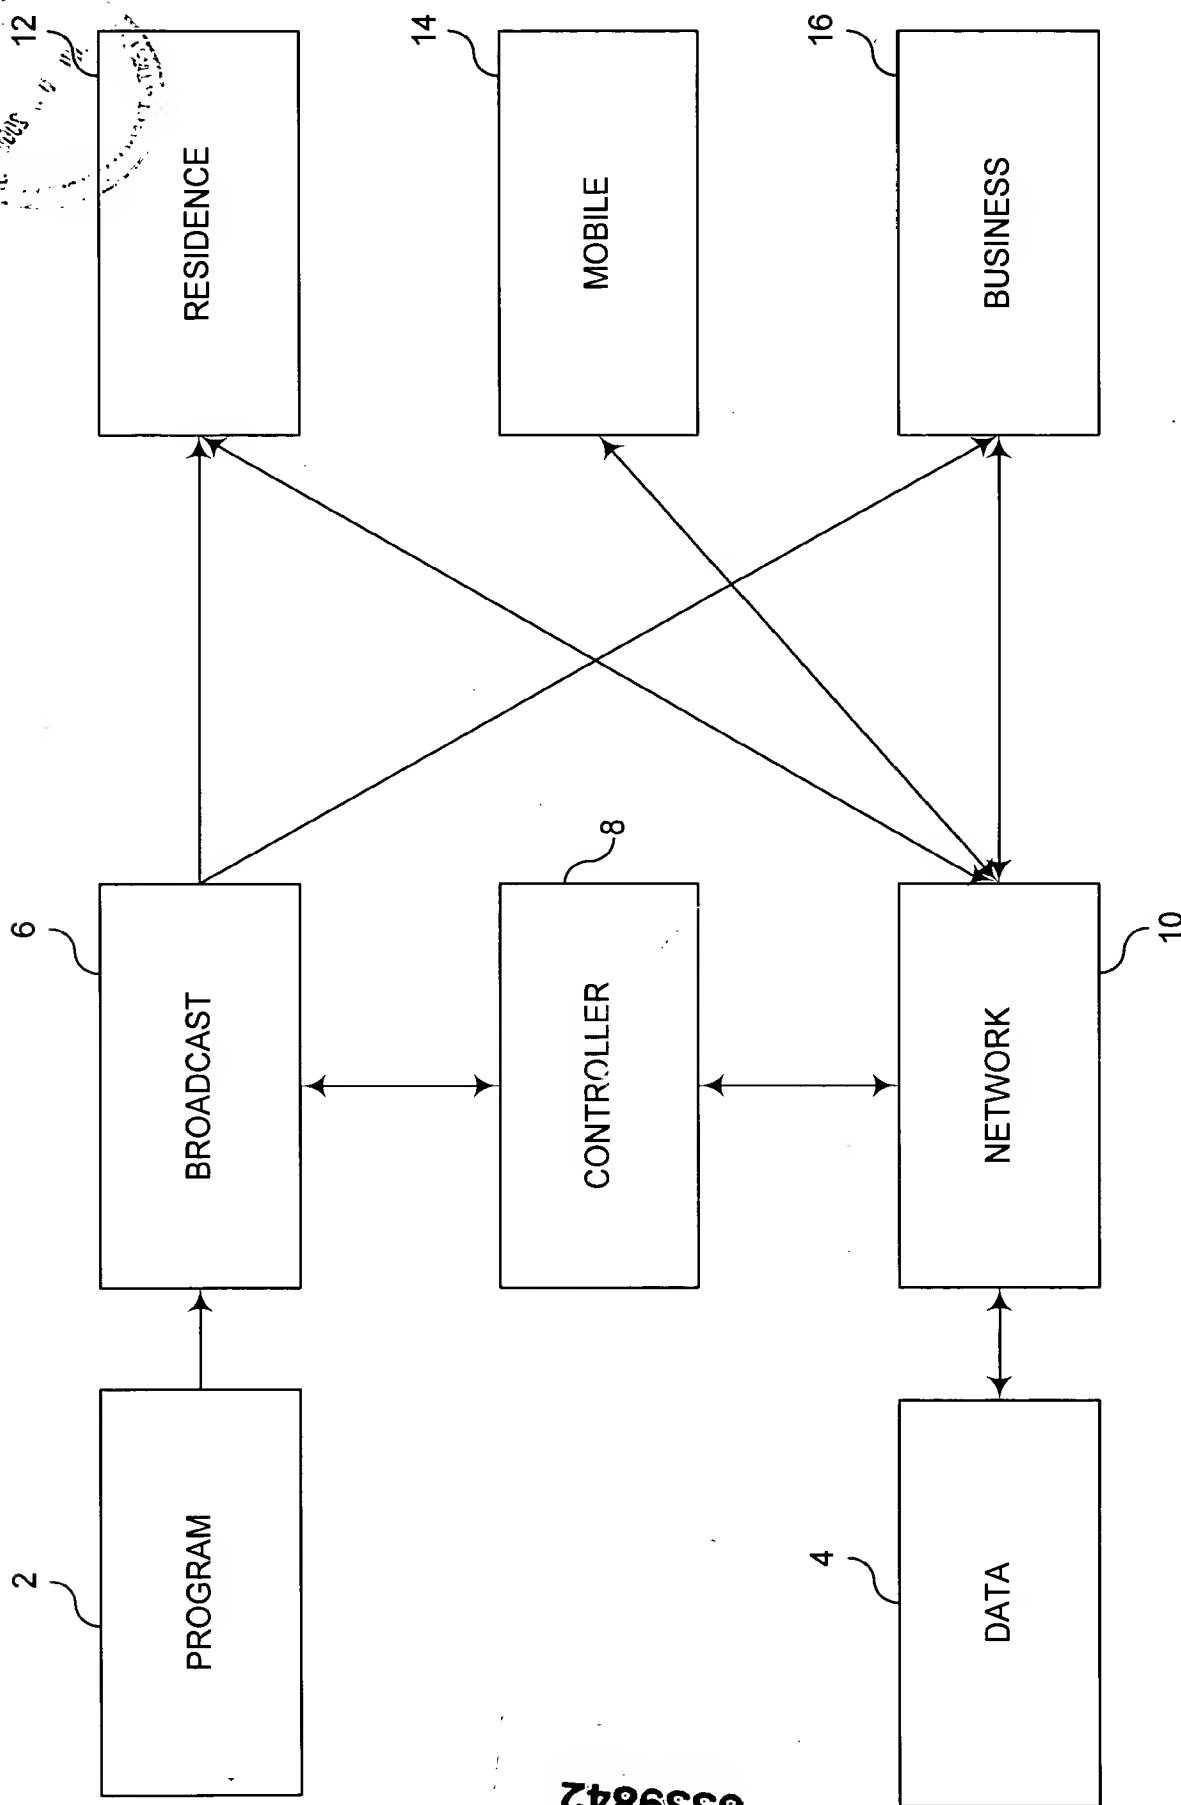 2
PROGRAM
6
BROADCAST
12
RESIDENCE
CONTROLLER
8
14
MOBILE
4
DATA
NETWORK
10
16
BUSINESS